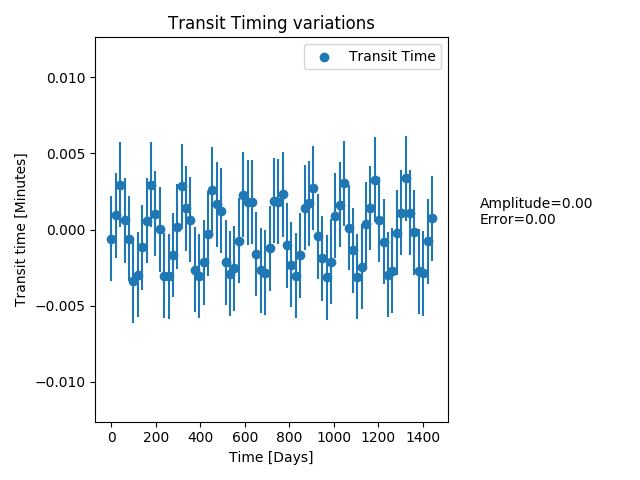 Transit Timing variations
Transit Time
0.010
0.005
0.000
−0.005
−0.010
Transit time [Minutes]
0 200 400 600 800 1000 1200 1400
Time [Days]
Amplitude=0.00
Error=0.00